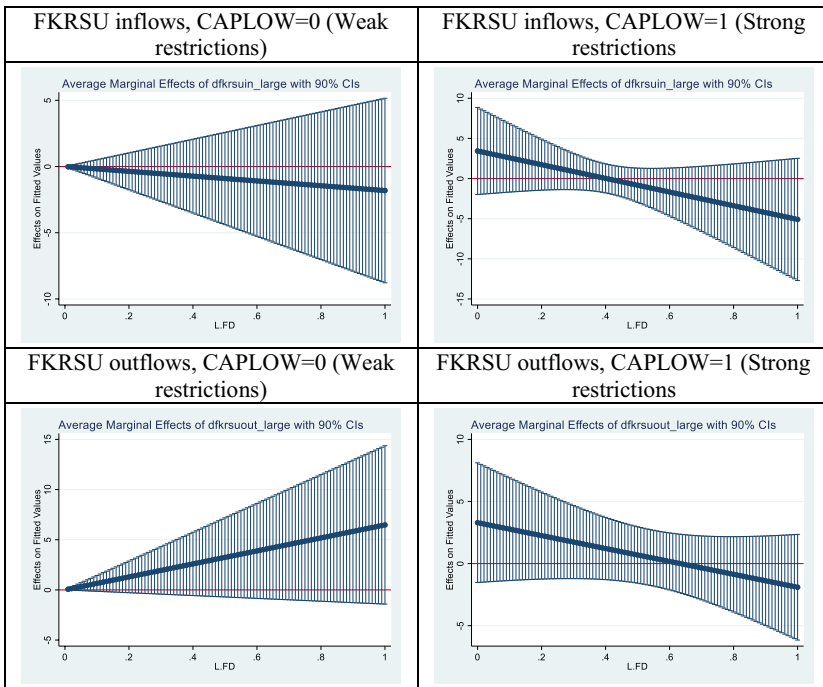 FKRSU inflows, CAPLOW=0 (Weak
restrictions)
FKRSU inflows, CAPLOW=1 (Strong
restrictions
Average Marginal Effects of dfkrsuin_large with 90% CIs
Effects on Fitted Values
5
0
-5
-10
0 .2 .4 .6 .8 1
L.FD
Average Marginal Effects of dfkrsuin_large with 90% CIs
Effects on Fitted Values
10
5
0
-5
-10
-15
0 .2 .4 .6 .8 1
L.FD
FKRSU outflows, CAPLOW=0 (Weak
restrictions)
FKRSU outflows, CAPLOW=1 (Strong
restrictions
Average Marginal Effects of dfkrsuout_large with 90% CIs
Effects on Fitted Values
15
10
5
0
-5
0 .2 .4 .6 .8 1
L.FD
Average Marginal Effects of dfkrsuout_large with 90% CIs
Effects on Fitted Values
10
5
0
-5
0 .2 .4 .6 .8 1
L.FD